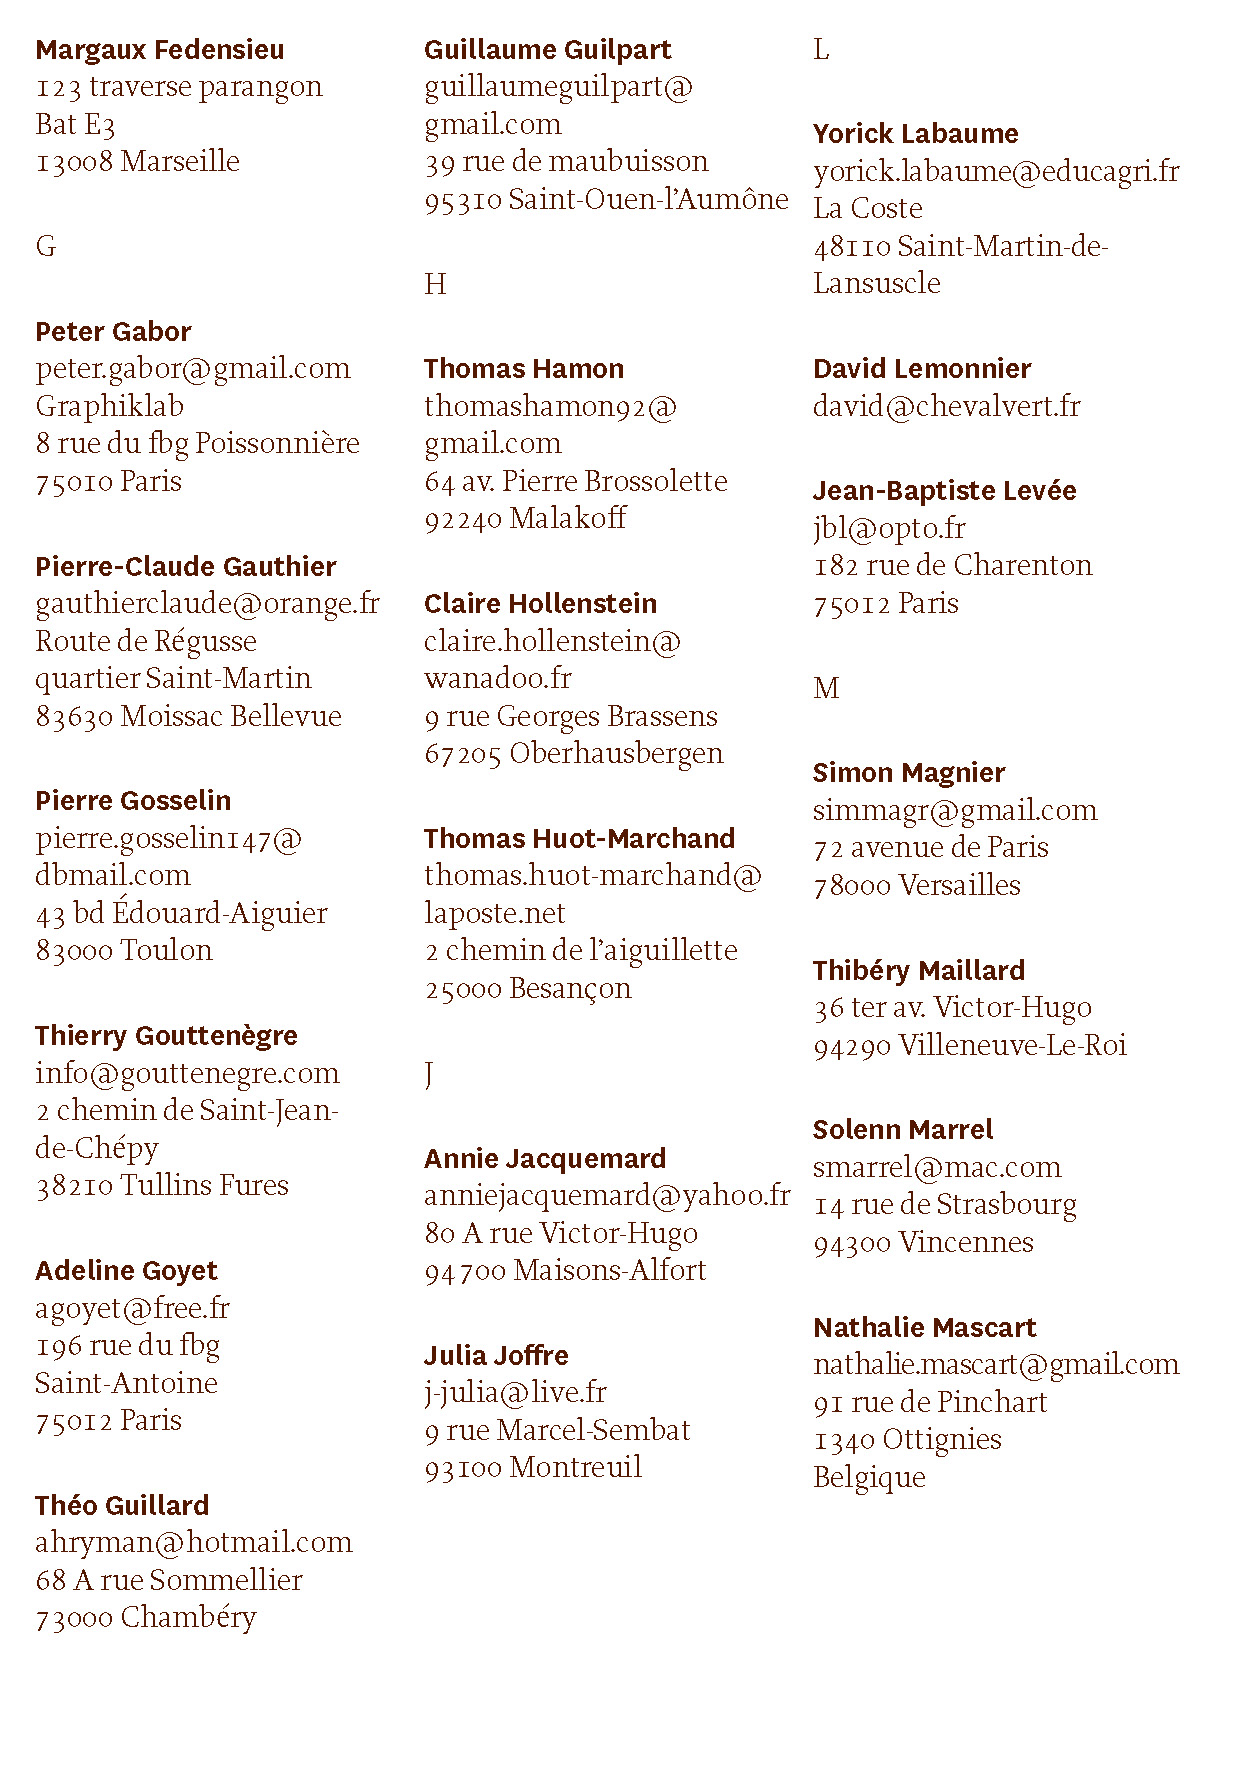 Margaux Fedensieu
123 traverse parangon
Bat E3
13008 Marseille
G
Peter Gabor
peter.gabor@gmail.com
Graphiklab
8 rue du fbg Poissonnière
75010 Paris
Pierre-Claude Gauthier
gauthierclaude@orange.fr
Route de Régusse
quartier Saint-Martin
83630 Moissac Bellevue
Pierre Gosselin
pierre.gosselin147@
dbmail.com
43 bd Édouard-Aiguier
83000 Toulon
Thierry Gouttenègre
info@gouttenegre.com
2 chemin de Saint-Jean-
de-Chépy
38210 Tullins Fures
Adeline Goyet
agoyet@free.fr
196 rue du fbg
Saint-Antoine
75012 Paris
Théo Guillard
ahryman@hotmail.com
68 A rue Sommellier
73000 Chambéry
Guillaume Guilpart
guillaumeguilpart@
gmail.com
39 rue de maubuisson
95310 Saint-Ouen-l’Aumône
H
Thomas Hamon
thomashamon92@
gmail.com
64 av. Pierre Brossolette
92240 Malakoff
Claire Hollenstein
claire.hollenstein@
wanadoo.fr
9 rue Georges Brassens
67205 Oberhausbergen
Thomas Huot-Marchand
thomas.huot-marchand@
laposte.net
2 chemin de l’aiguillette
25000 Besançon
J
Annie Jacquemard
anniejacquemard@yahoo.fr
80 A rue Victor-Hugo
94700 Maisons-Alfort
Julia Joffre
j-julia@live.fr
9 rue Marcel-Sembat
93100 Montreuil
L
Yorick Labaume
yorick.labaume@educagri.fr
La Coste
48110 Saint-Martin-de-
Lansuscle
David Lemonnier
david@chevalvert.fr
Jean-Baptiste Levée
jbl@opto.fr
182 rue de Charenton
75012 Paris
M
Simon Magnier
simmagr@gmail.com
72 avenue de Paris
78000 Versailles
Thibéry Maillard
36 ter av. Victor-Hugo
94290 Villeneuve-Le-Roi
Solenn Marrel
smarrel@mac.com
14 rue de Strasbourg
94300 Vincennes
Nathalie Mascart
nathalie.mascart@gmail.com
91 rue de Pinchart
1340 Ottignies
Belgique